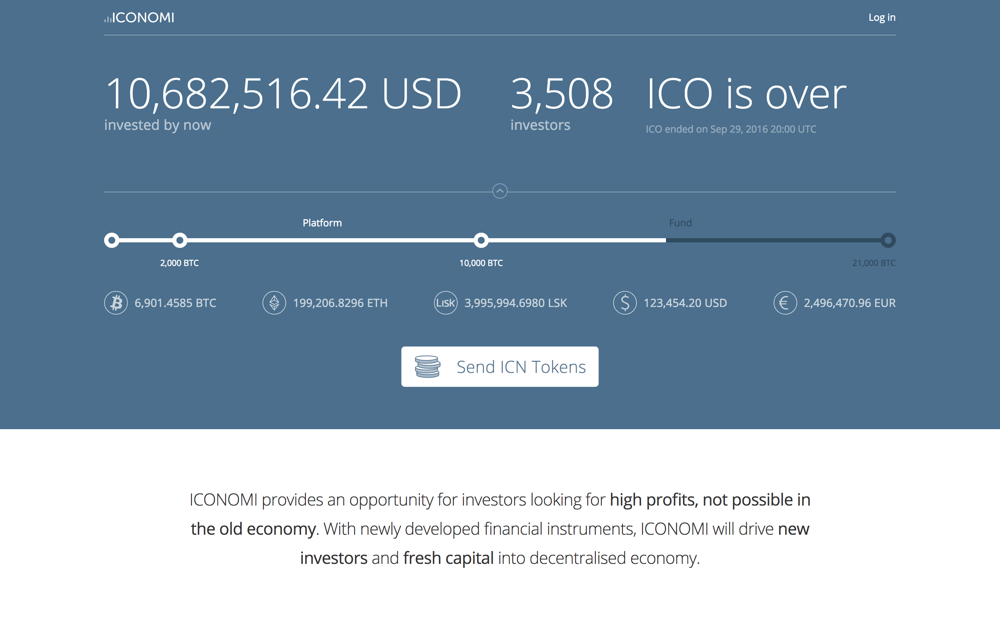 ICONOMI
Log in
10,682,516.42 USD
invested by now
3,508
investors
ICO is over
ICO ended on Sep 29, 2016 20:00 UTC
Platform
Fund
2,000 BTC
10,000 BTC
21,000 BTC
6,901.4585 BTC
199,206.8296 ETH
Lisk
3,995,994.6980 LSK
$
123,454.20 USD
€
2,496,470.96 EUR
Send ICN Tokens
ICONOMI provides an opportunity for investors looking for high profits, not possible in
the old economy. With newly developed financial instruments, ICONOMI will drive new
investors and fresh capital into decentralised economy.